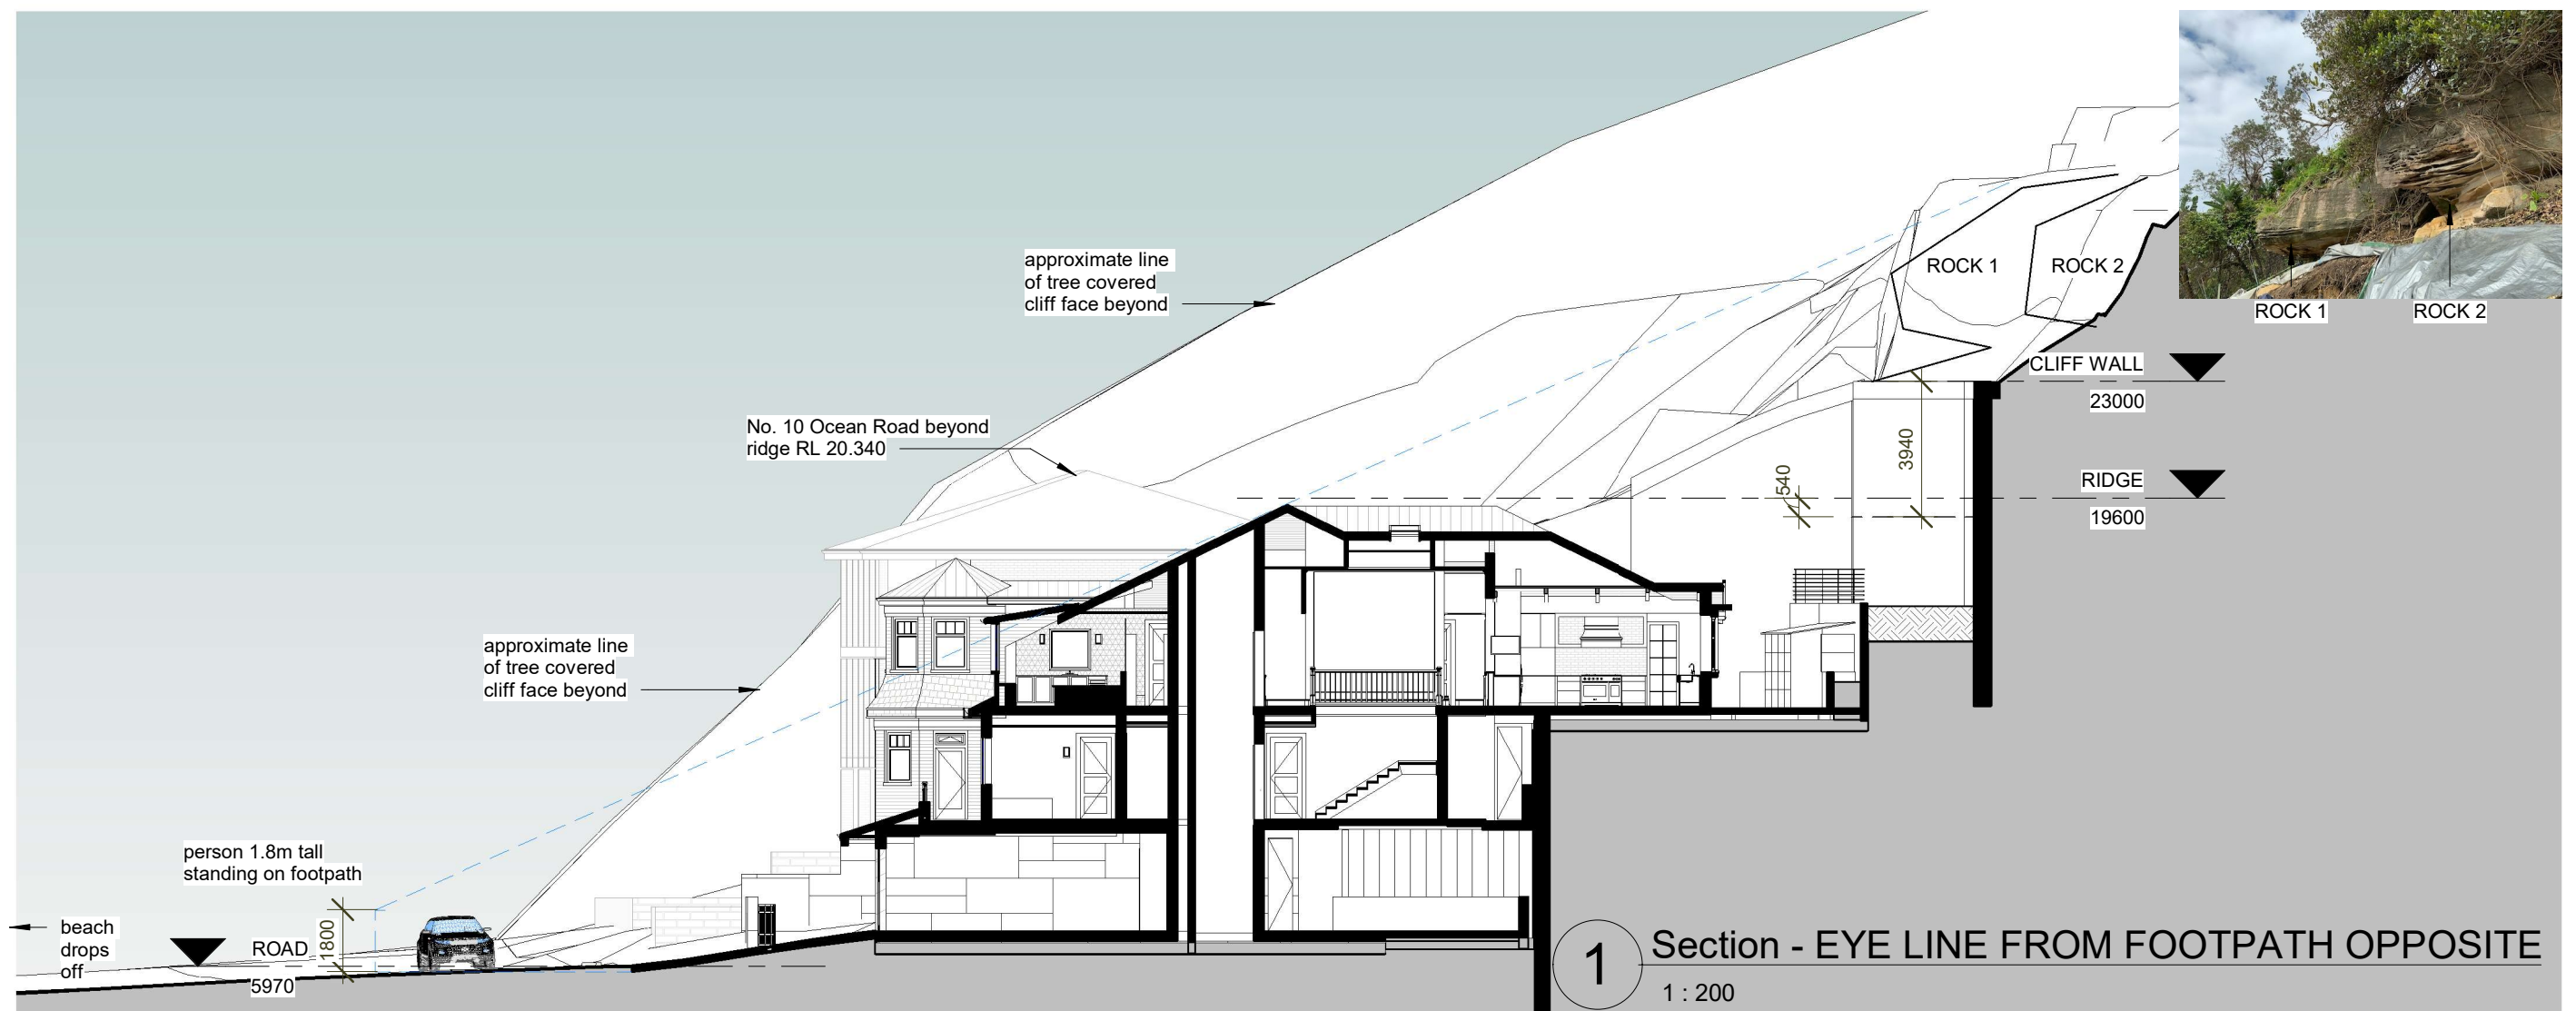 approximate line
of tree covered
cliff face beyond
ROCK 1
ROCK 2
ROCK 1
ROCK 2
CLIFF WALL
23000
No. 10 Ocean Road beyond
ridge RL 20.340
3940
540
RIDGE
19600
approximate line
of tree covered
cliff face beyond
person 1.8m tall
standing on footpath
beach
drops
off
ROAD
1800
5970
1
Section - EYE LINE FROM FOOTPATH OPPOSITE
1 : 200